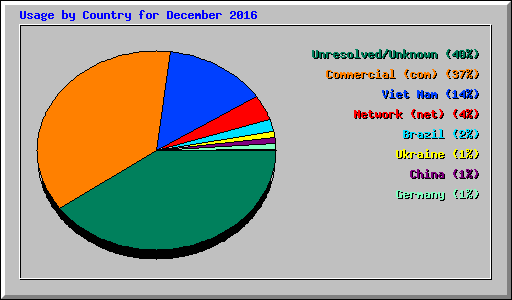 Usage by Country for December 2016
Unresolved/Unknown (40%)
Commercial (com) (37%)
Viet Nam (14%)
Network (net) (4%)
Brazil (2%)
Ukraine (1%)
China (1%)
Germany (1%)